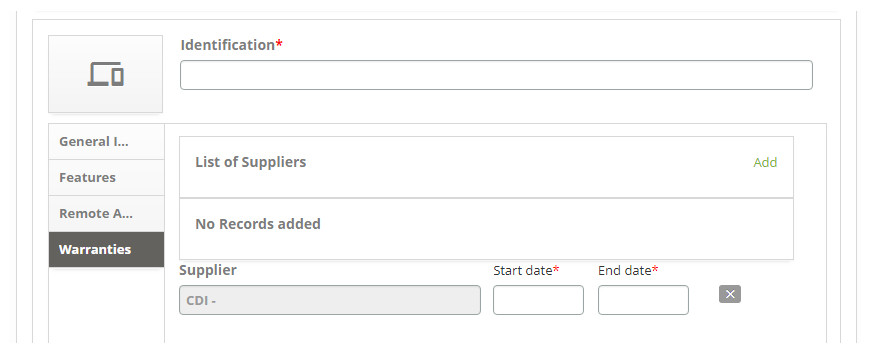 Identification*
General I...
Features
Remote A...
Warranties
List of Suppliers
Add
No Records added
Supplier
Start date*
End date*
CDI -